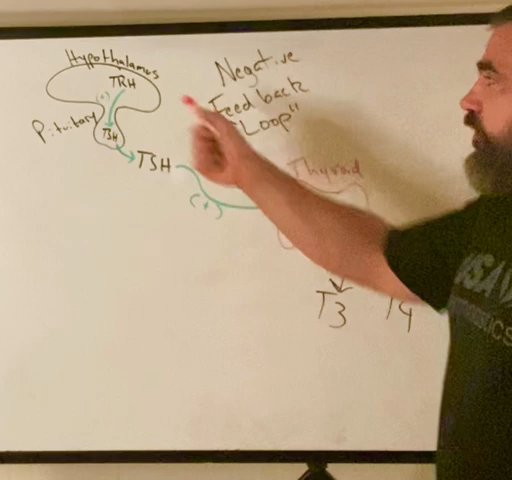 Hypothalamus
TRH
(+)
Pituitary
TSH
TSH
(+)
Negative
Feedback
"Loop"
Thyroid
T3
T4